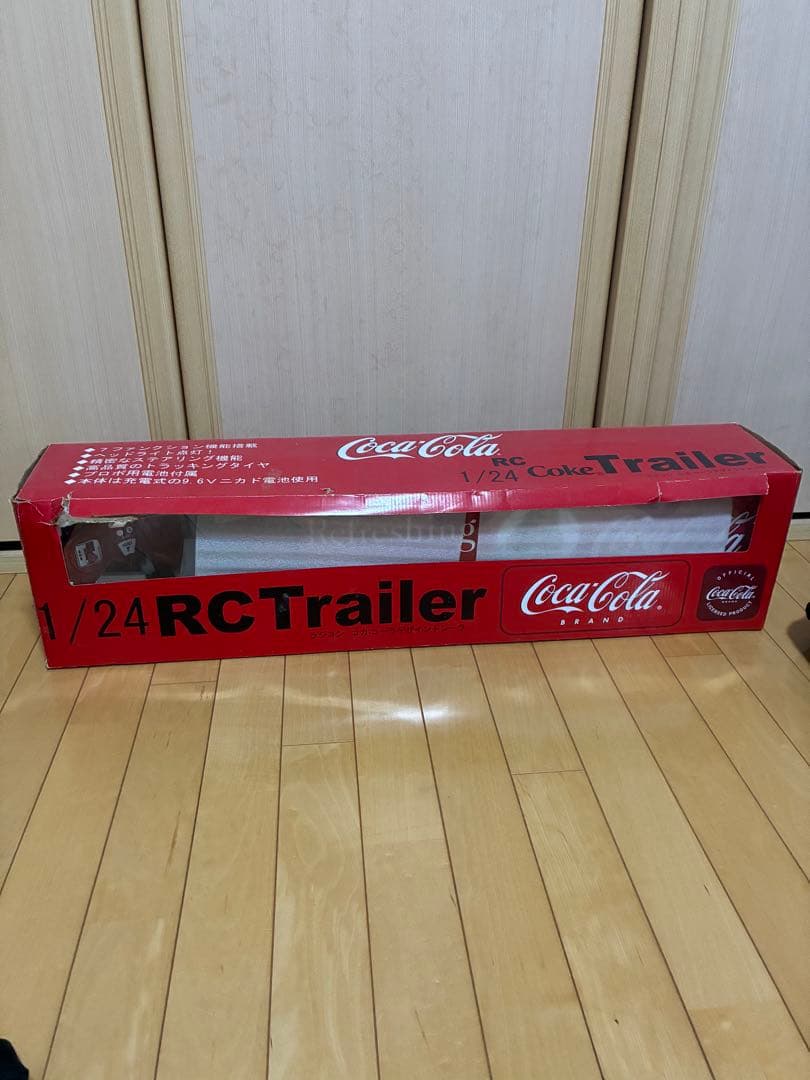 ファンクション機能搭載
◆ヘッドライト点灯!
◆精密なステアリング機能
◆高品質のトラッキングタイヤ
◆プロポ用電池付属
◆本体は充電式の9.6Vニカド電池使用
Coca-Cola
RC
1/24 Coke Trailer
Refreshing
1/24 RC Trailer
Coca-Cola
BRAND
OFFICIAL
Coca-Cola
BRAND
LICENSED PRODUCT